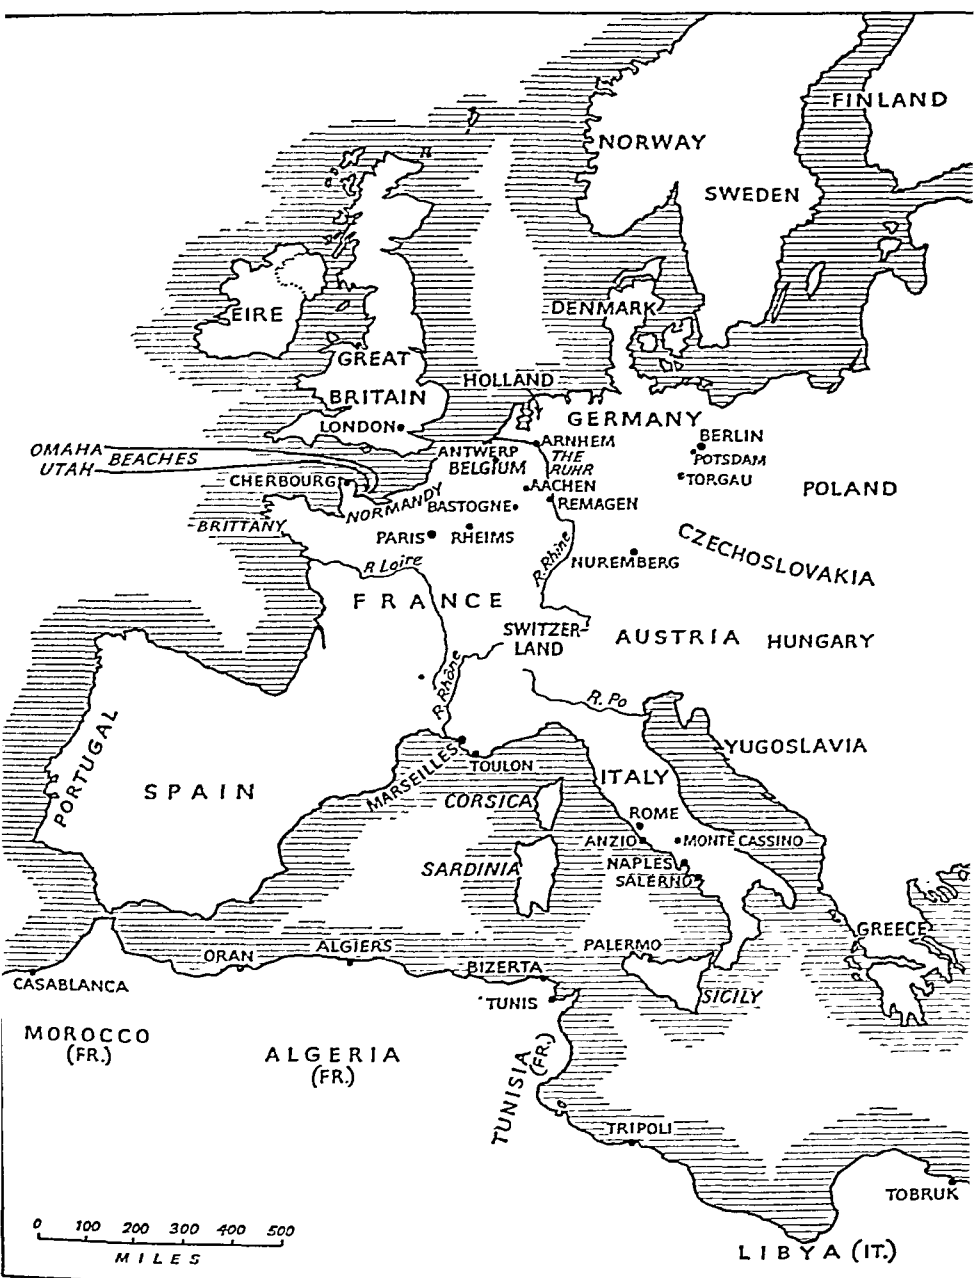 FINLAND
NORWAY
SWEDEN
DENMARK
EIRE
GREAT
BRITAIN
HOLLAND
LONDON
GERMANY
OMAHA
UTAH
BEACHES
ANTWERP
BELGIUM
ARNHEM
THE
RUHR
BERLIN
POTSDAM
TORGAU
CHERBOURG
NORMANDY
AACHEN
BASTOGNE
REMAGEN
POLAND
BRITTANY
PARIS
RHEIMS
R. Rhine
NUREMBERG
CZECHOSLOVAKIA
R Loire
FRANCE
SWITZER-
LAND
AUSTRIA
HUNGARY
R. Rhône
R. Po
PORTUGAL
SPAIN
MARSEILLES
TOULON
YUGOSLAVIA
ITALY
CORSICA
ROME
ANZIO
MONTE CASSINO
SARDINIA
NAPLES
SALERNO
GREECE
PALERMO
SICILY
ORAN
ALGIERS
BIZERTA
TUNIS
CASABLANCA
MOROCCO
(FR.)
ALGERIA
(FR.)
TUNISIA
(FR.)
TRIPOLI
TOBRUK
LIBYA (IT.)
0 100 200 300 400 500
MILES